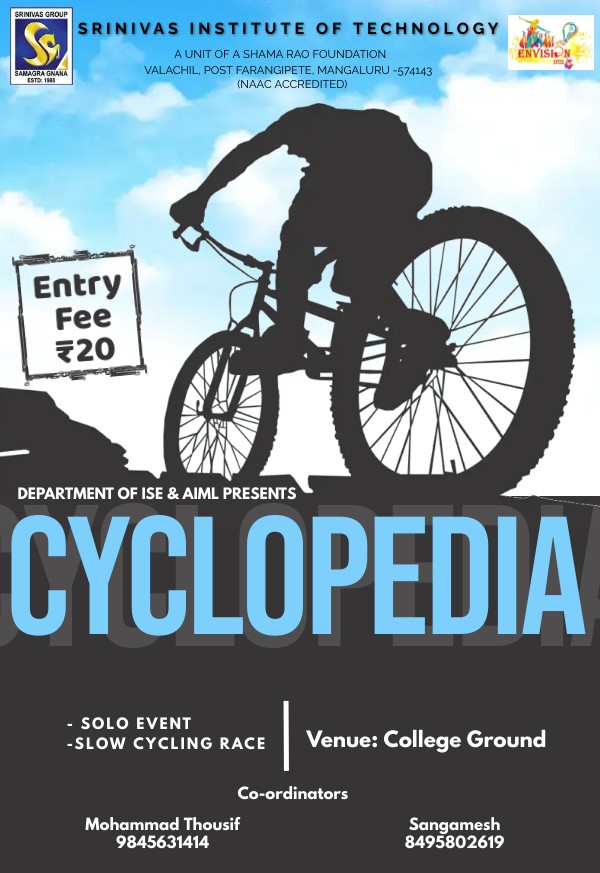 SRINIVAS GROUP
SAMAGRA GNANA
ESTD: 1988
SRINIVAS INSTITUTE OF TECHNOLOGY
A UNIT OF A SHAMA RAO FOUNDATION
VALACHIL, POST FARANGIPETE, MANGALURU -574143
(NAAC ACCREDITED)
ENVISION
2022
Entry
Fee
₹20
DEPARTMENT OF ISE & AIML PRESENTS
CYCLOPEDIA
- SOLO EVENT
-SLOW CYCLING RACE
Venue: College Ground
Co-ordinators
Mohammad Thousif
9845631414
Sangamesh
8495802619